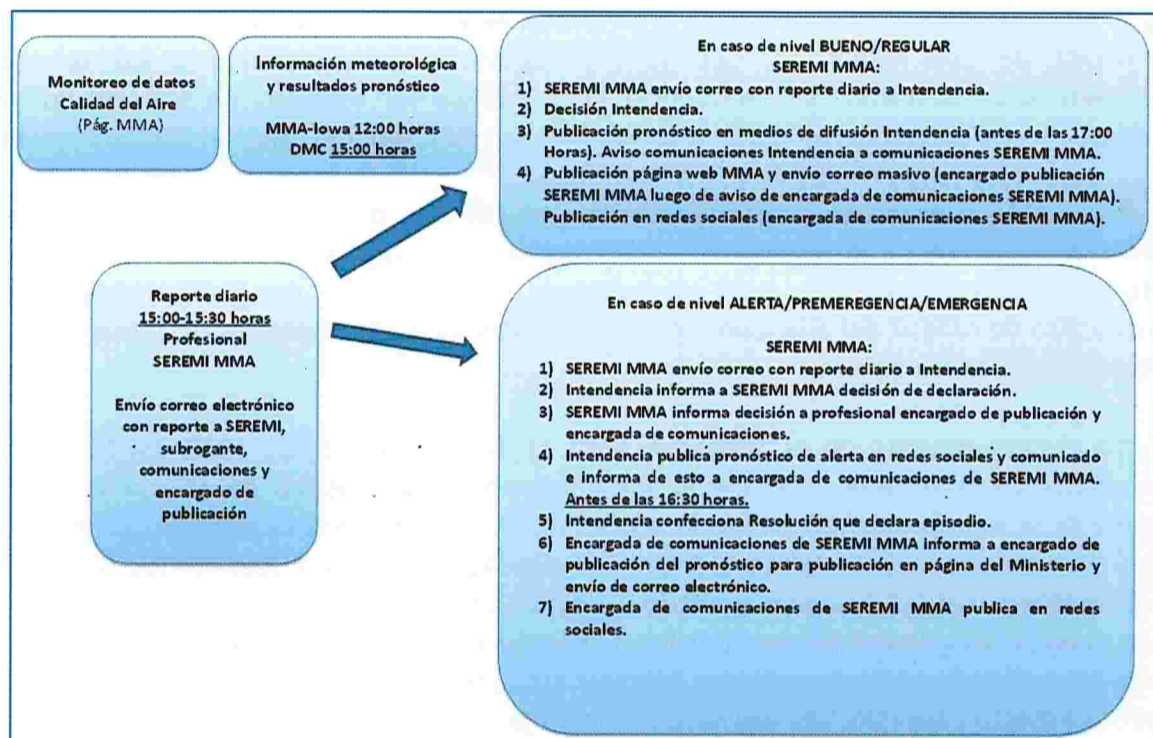 Monitoreo de datos
Calidad del Aire
(Pág. MMA)
Información meteorológica
y resultados pronóstico
MMA-Iowa 12:00 horas
DMC 15:00 horas
En caso de nivel BUENO/REGULAR
SEREMI MMA:
1) SEREMI MMA envío correo con reporte diario a Intendencia.
2) Decisión Intendencia.
3) Publicación pronóstico en medios de difusión Intendencia (antes de las 17:00
Horas). Aviso comunicaciones Intendencia a comunicaciones SEREMI MMA.
4) Publicación página web MMA y envío correo masivo (encargado publicación
SEREMI MMA luego de aviso de encargada de comunicaciones SEREMI MMA).
Publicación en redes sociales (encargada de comunicaciones SEREMI MMA).
Reporte diario
15:00-15:30 horas
Profesional
SEREMI MMA
Envío correo electrónico
con reporte a SEREMI,
subrogante,
comunicaciones y
encargado de
publicación
En caso de nivel ALERTA/PREMEREGENCIA/EMERGENCIA
SEREMI MMA:
1) SEREMI MMA envío correo con reporte diario a Intendencia.
2) Intendencia informa a SEREMI MMA decisión de declaración.
3) SEREMI MMA informa decisión a profesional encargado de publicación y
encargada de comunicaciones.
4) Intendencia publica pronóstico de alerta en redes sociales y comunicado
e informa de esto a encargada de comunicaciones de SEREMI MMA.
Antes de las 16:30 horas.
5) Intendencia confecciona Resolución que declara episodio.
6) Encargada de comunicaciones de SEREMI MMA informa a encargado de
publicación del pronóstico para publicación en página del Ministerio y
envío de correo electrónico.
7) Encargada de comunicaciones de SEREMI MMA publica en redes
sociales.